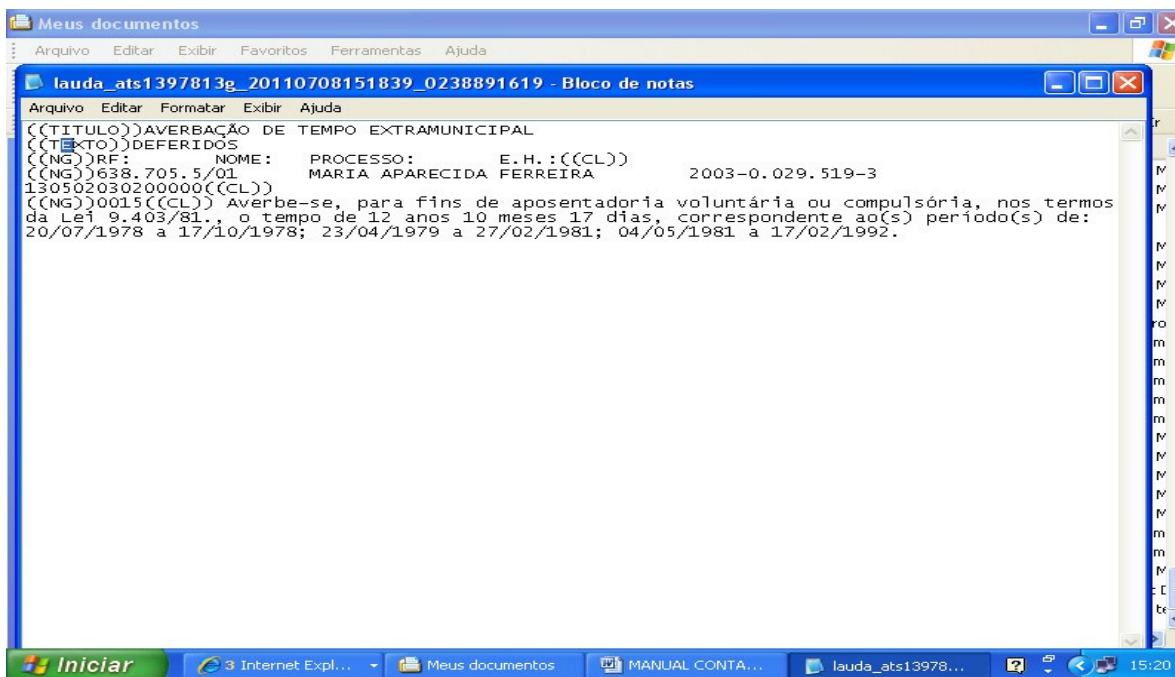 Meus documentos
Arquivo Editar Exibir Favoritos Ferramentas Ajuda
lauda_ats1397813g_20110708151839_0238891619 - Bloco de notas
Arquivo Editar Formatar Exibir Ajuda
((TITULO))AVERBAÇÃO DE TEMPO EXTRAMUNICIPAL
((TEXTO))DEFERIDOS
((NG))RF: NOME: PROCESSO: E.H.:((CL))
((NG))638.705.5/01 MARIA APARECIDA FERREIRA 2003-0.029.519-3
130502030200000((CL))
((NG))0015((CL)) Averbe-se, para fins de aposentadoria voluntária ou compulsória, nos termos
da Lei 9.403/81., o tempo de 12 anos 10 meses 17 dias, correspondente ao(s) período(s) de:
20/07/1978 a 17/10/1978; 23/04/1979 a 27/02/1981; 04/05/1981 a 17/02/1992.
Iniciar 3 Internet Expl... Meus documentos MANUAL CONTA... lauda_ats13978... 15:20